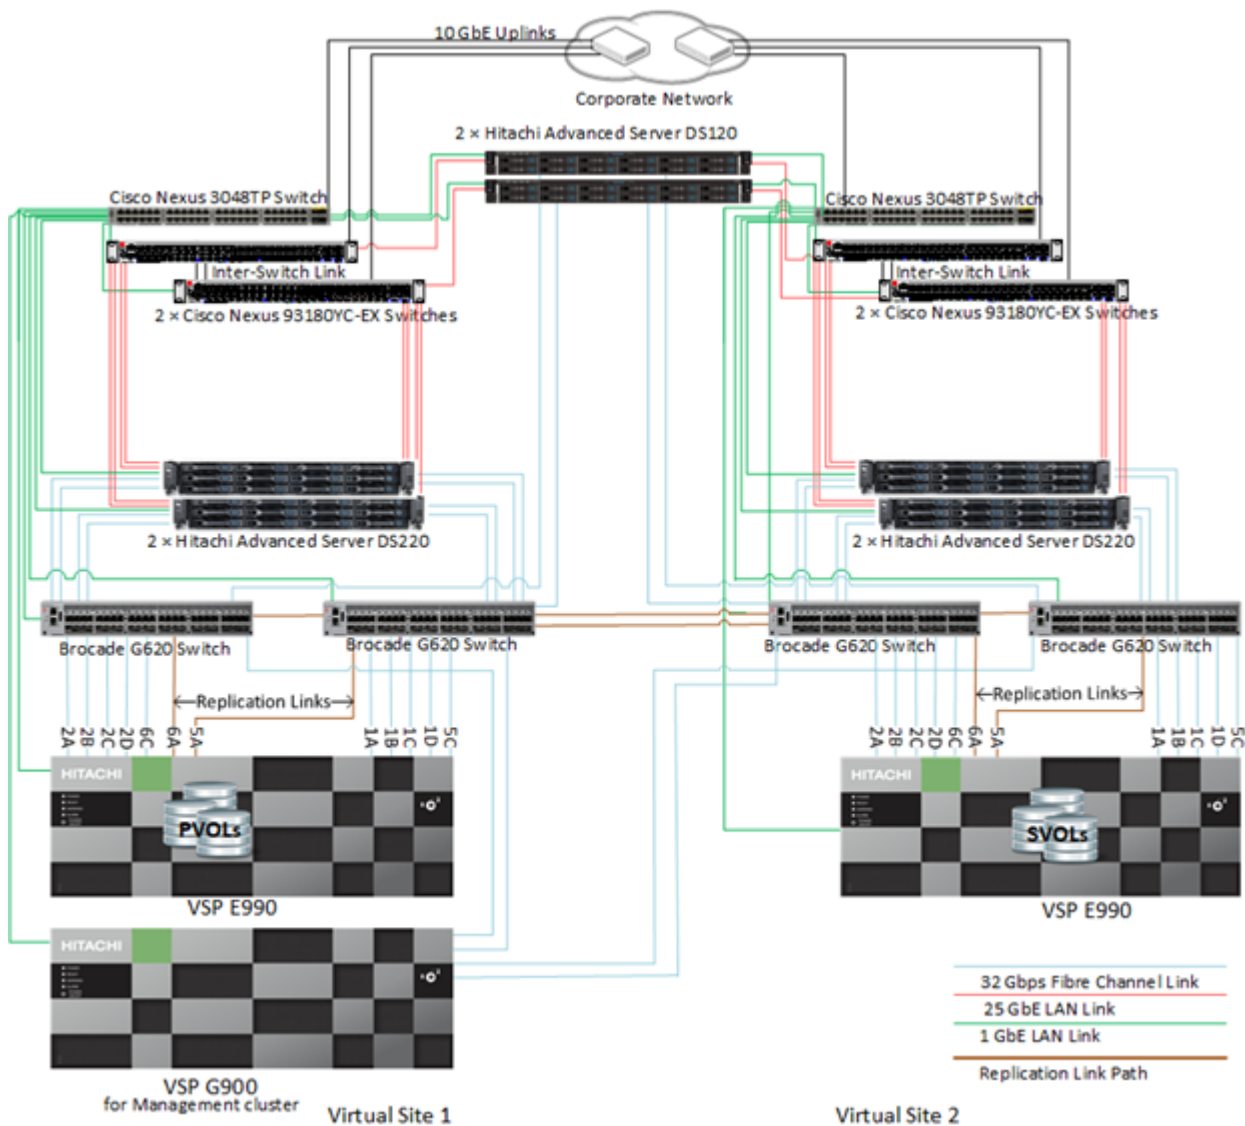 10 GbE Uplinks
Corporate Network
2 × Hitachi Advanced Server DS120
Cisco Nexus 3048TP Switch
Cisco Nexus 3048TP Switch
Inter-Switch Link
Inter-Switch Link
2 × Cisco Nexus 93180YC-EX Switches
2 × Cisco Nexus 93180YC-EX Switches
2 × Hitachi Advanced Server DS220
2 × Hitachi Advanced Server DS220
Brocade G620 Switch
Brocade G620 Switch
Brocade G620 Switch
Brocade G620 Switch
Replication Links
Replication Links
2A 2B 2C 2D 6C 6A 5A 1A 1B 1C 1D 5C
2A 2B 2C 2D 6C 6A 5A 1A 1B 1C 1D 5C
HITACHI
HITACHI
PVOLs
SVOLs
VSP E990
VSP E990
HITACHI
32 Gbps Fibre Channel Link
25 GbE LAN Link
1 GbE LAN Link
Replication Link Path
VSP G900
for Management cluster
Virtual Site 1
Virtual Site 2